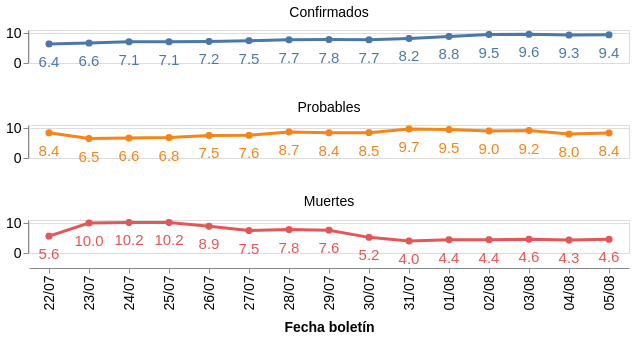 Confirmados
10
0
6.4 6.6 7.1 7.1 7.2 7.5 7.7 7.8 7.7 8.2 8.8 9.5 9.6 9.3 9.4
Probables
10
0
8.4 6.5 6.6 6.8 7.5 7.6 8.7 8.4 8.5 9.7 9.5 9.0 9.2 8.0 8.4
Muertes
10
0
5.6 10.0 10.2 10.2 8.9 7.5 7.8 7.6 5.2 4.0 4.4 4.4 4.6 4.3 4.6
22/07 23/07 24/07 25/07 26/07 27/07 28/07 29/07 30/07 31/07 01/08 02/08 03/08 04/08 05/08
Fecha boletín